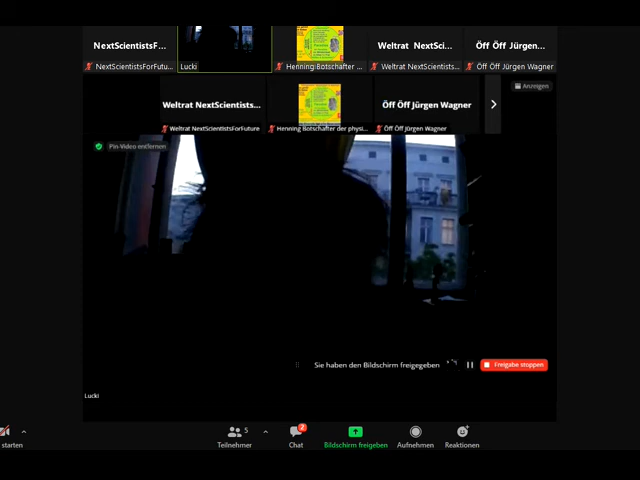 NextScientistsF...
Weltrat NextSci...
Öff Öff Jürgen...
NextScientistsForFutu...
Lucki
Henning Botschafter ...
Weltrat NextScientists...
Öff Öff Jürgen Wagner
Anzeigen
Weltrat NextScientists...
Öff Öff Jürgen Wagner
Weltrat NextScientistsForFuture
Henning Botschafter der physi...
Öff Öff Jürgen Wagner
Pin-Video entfernen
Sie haben den Bildschirm freigegeben
Freigabe stoppen
Lucki
starten
5
Teilnehmer
2
Chat
Bildschirm freigeben
Aufnehmen
Reaktionen